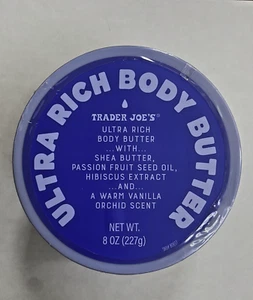 ULTRA RICH BODY BUTTER
TRADER JOE'S®
ULTRA RICH
BODY BUTTER
...WITH...
SHEA BUTTER,
PASSION FRUIT SEED OIL,
HIBISCUS EXTRACT
...AND...
A WARM VANILLA
ORCHID SCENT
NET WT.
8 OZ (227g)